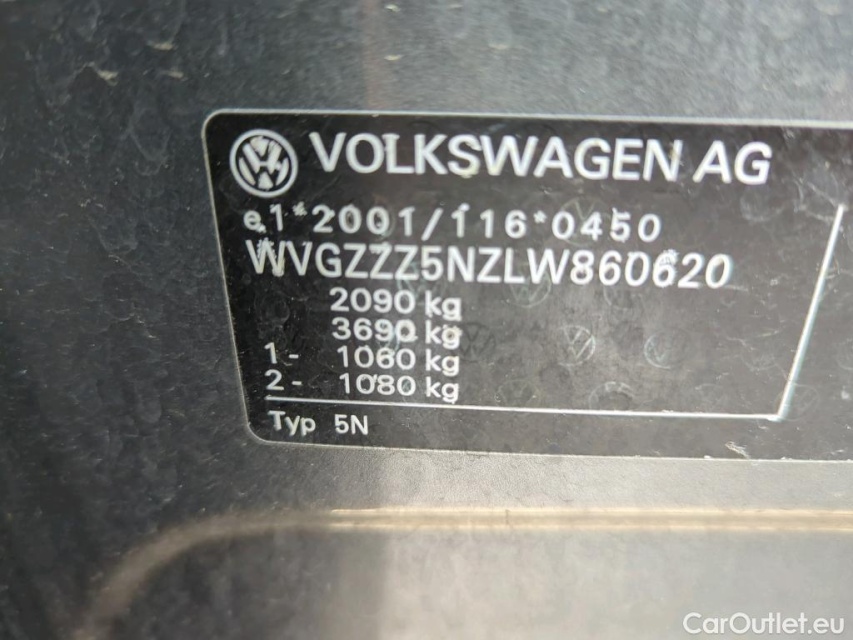 VOLKSWAGEN AG
e1*2001/116*0450
WVGZZZ5NZLW860620
2090 kg
3690 kg
1- 1060 kg
2- 1080 kg
Typ 5N
CarOutlet.eu